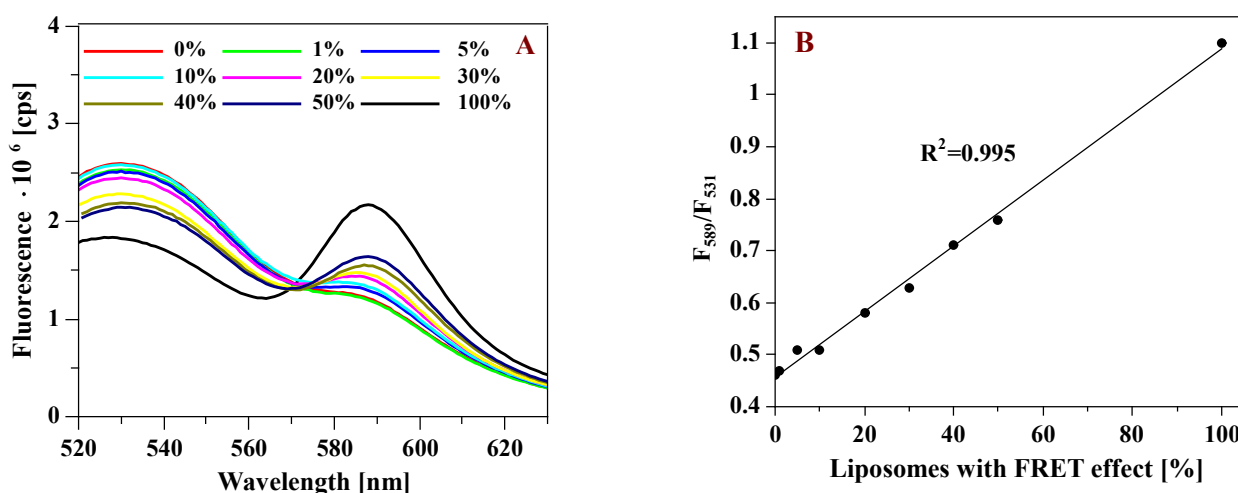 A
0% 1% 5%
10% 20% 30%
40% 50% 100%
Fluorescence · 10 6 [cps]
4
3
2
1
0
520 540 560 580 600 620
Wavelength [nm]
B
R2=0.995
F589/F531
1.1
1
0.9
0.8
0.7
0.6
0.5
0.4
0 20 40 60 80 100
Liposomes with FRET effect [%]